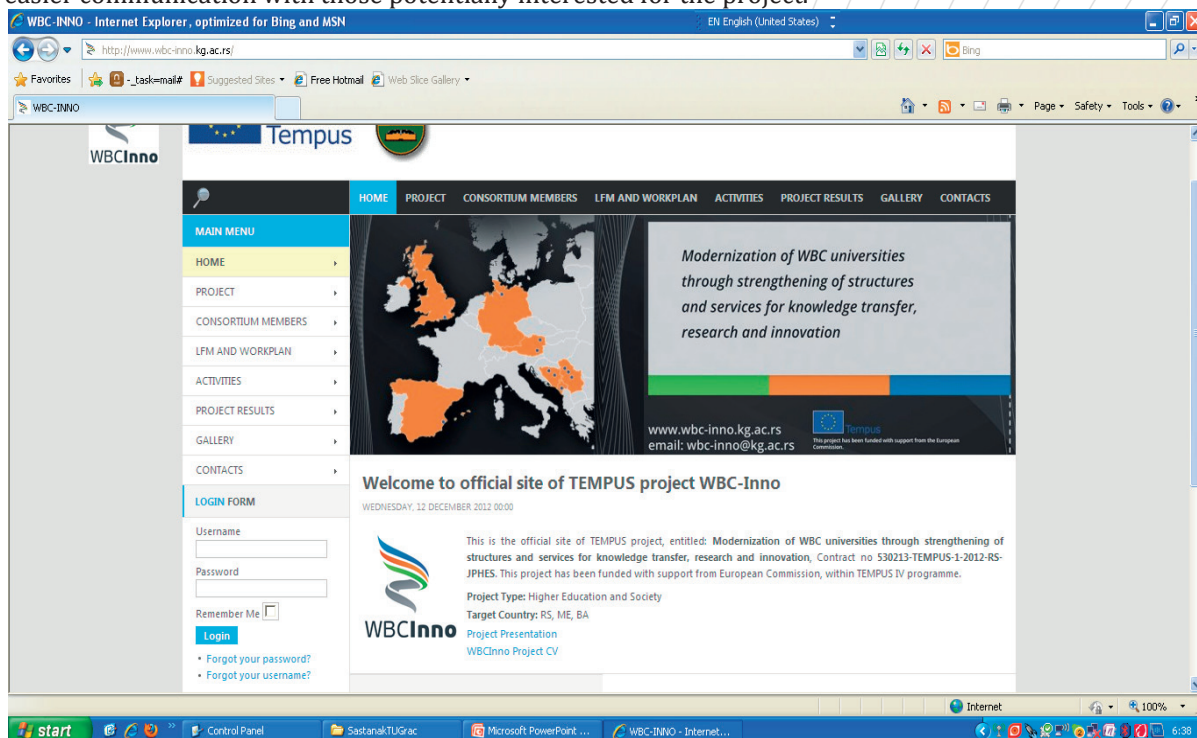 easier communication with those potentially interested for the project.
WBC-INNO - Internet Explorer, optimized for Bing and MSN
EN English (United States)
http://www.wbc-inno.kg.ac.rs/
Bing
Favorites
-_task=mail#
Suggested Sites
Free Hotmail
Web Slice Gallery
WBC-INNO
Page
Safety
Tools
WBCInno
Tempus
HOME PROJECT CONSORTIUM MEMBERS LFM AND WORKPLAN ACTIVITIES PROJECT RESULTS GALLERY CONTACTS
MAIN MENU
HOME
PROJECT
CONSORTIUM MEMBERS
LFM AND WORKPLAN
ACTIVITIES
PROJECT RESULTS
GALLERY
CONTACTS
LOGIN FORM
Username
Password
Remember Me
Login
Forgot your password?
Forgot your username?
Modernization of WBC universities
through strengthening of structures
and services for knowledge transfer,
research and innovation
www.wbc-inno.kg.ac.rs
email: wbc-inno@kg.ac.rs
Tempus
This project has been funded with support from the European
Commission.
Welcome to official site of TEMPUS project WBC-Inno
WEDNESDAY, 12 DECEMBER 2012 00:00
This is the official site of TEMPUS project, entitled: Modernization of WBC universities through strengthening of
structures and services for knowledge transfer, research and innovation, Contract no 530213-TEMPUS-1-2012-RS-
JPHES. This project has been funded with support from European Commission, within TEMPUS IV programme.
Project Type: Higher Education and Society
Target Country: RS, ME, BA
Project Presentation
WBCInno Project CV
WBCInno
Internet
100%
start
Control Panel
SastanakTUGrac
Microsoft PowerPoint ...
WBC-INNO - Internet...
6:38